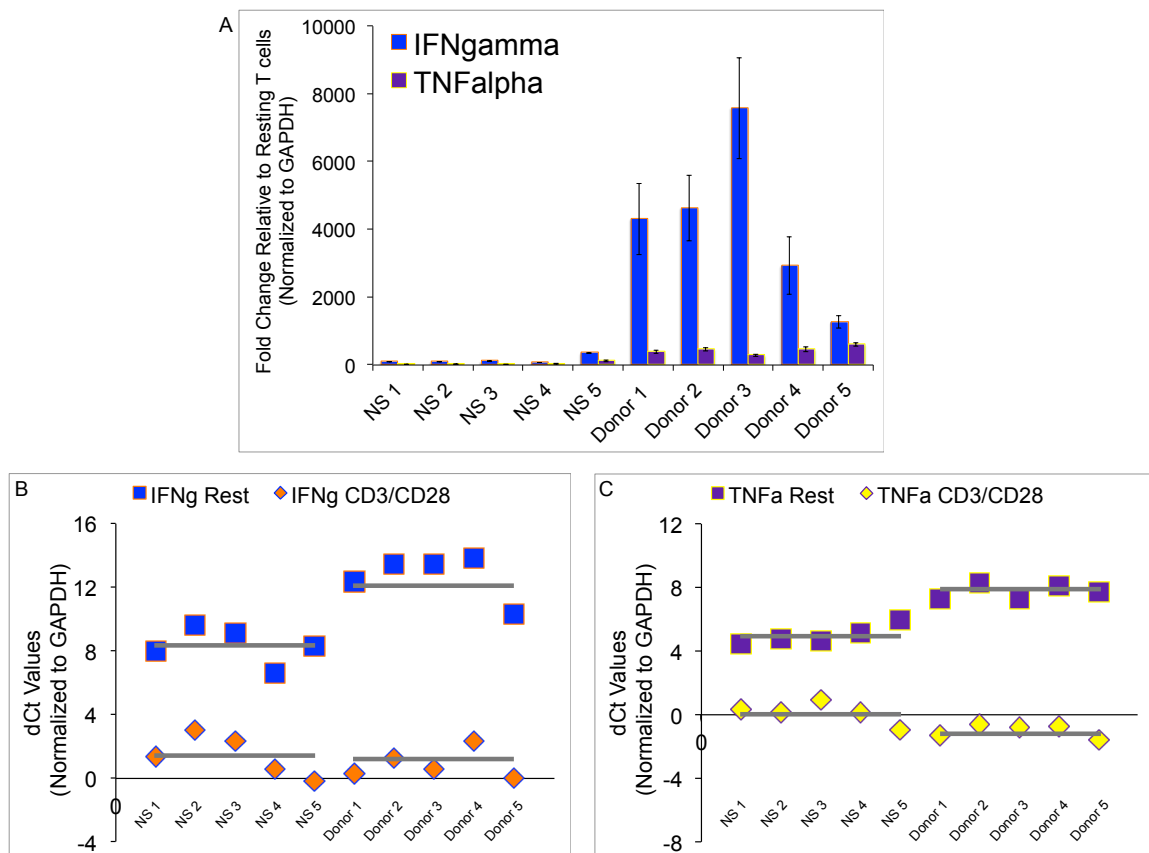 A
Fold Change Relative to Resting T cells
(Normalized to GAPDH)
10000
8000
6000
4000
2000
0
IFNgamma
TNFalpha
NS 1
NS 2
NS 3
NS 4
NS 5
Donor 1
Donor 2
Donor 3
Donor 4
Donor 5
B
IFNg Rest
IFNg CD3/CD28
dCt Values
(Normalized to GAPDH)
16
12
8
4
0
-4
0
NS 1
NS 2
NS 3
NS 4
NS 5
Donor 1
Donor 2
Donor 3
Donor 4
Donor 5
C
TNFa Rest
TNFa CD3/CD28
dCt Values
(Normalized to GAPDH)
12
8
4
0
-4
-8
0
NS 1
NS 2
NS 3
NS 4
NS 5
Donor 1
Donor 2
Donor 3
Donor 4
Donor 5